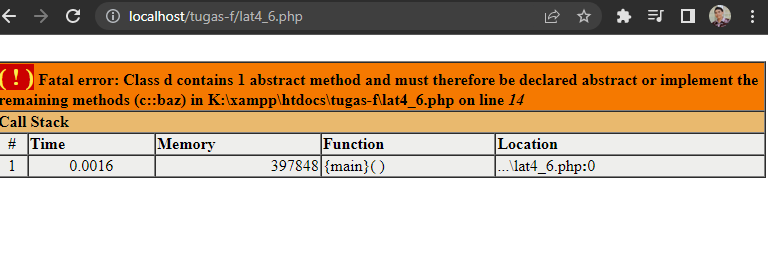 localhost/tugas-f/lat4_6.php
( ! ) Fatal error: Class d contains 1 abstract method and must therefore be declared abstract or implement the
remaining methods (c::baz) in K:\xampp\htdocs\tugas-f\lat4_6.php on line 14
Call Stack
# Time Memory Function Location
1 0.0016 397848 {main}( ) ...\lat4_6.php:0